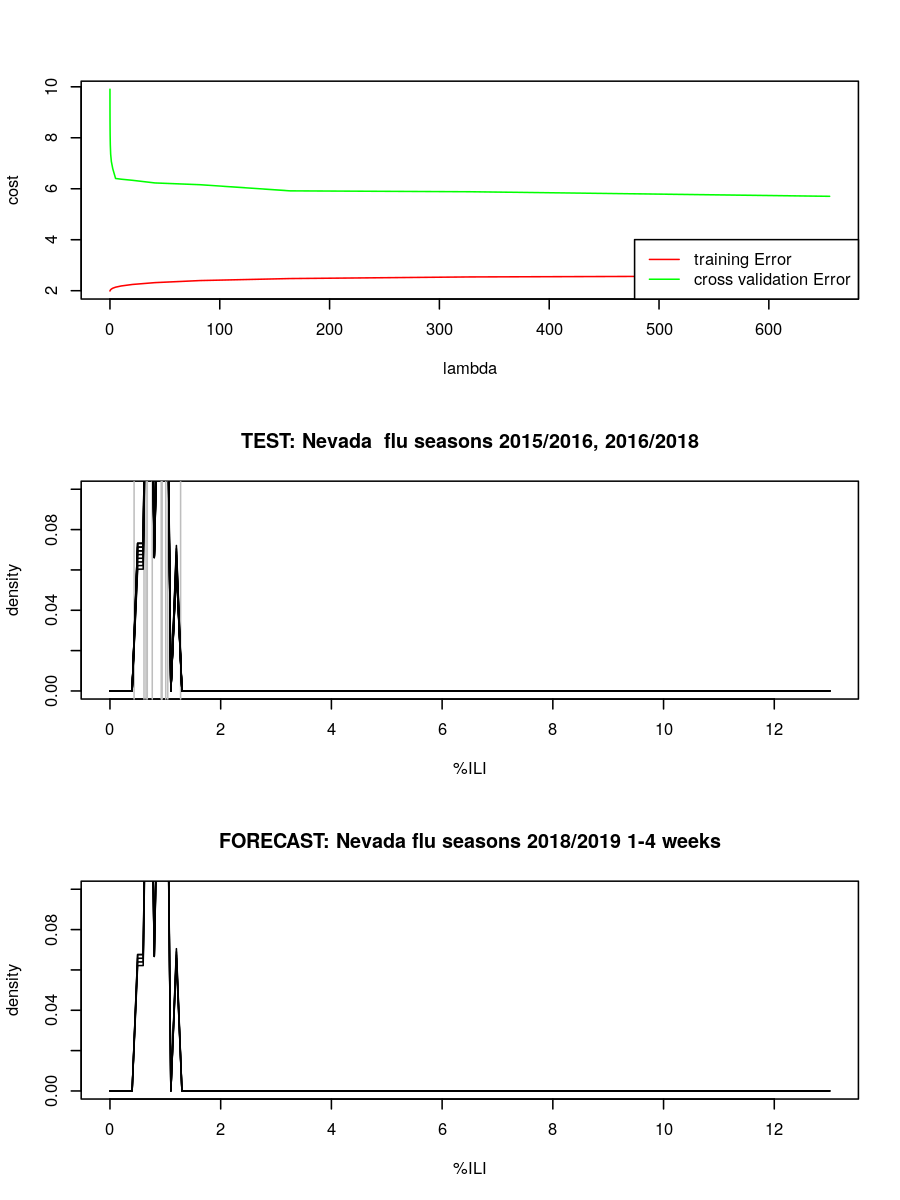 10
8
6
4
2
cost
training Error
cross validation Error
0 100 200 300 400 500 600
lambda
TEST: Nevada  flu seasons 2015/2016, 2016/2018
0.08
0.04
0.00
density
0 2 4 6 8 10 12
%ILI
FORECAST: Nevada flu seasons 2018/2019 1-4 weeks
0.08
0.04
0.00
density
0 2 4 6 8 10 12
%ILI